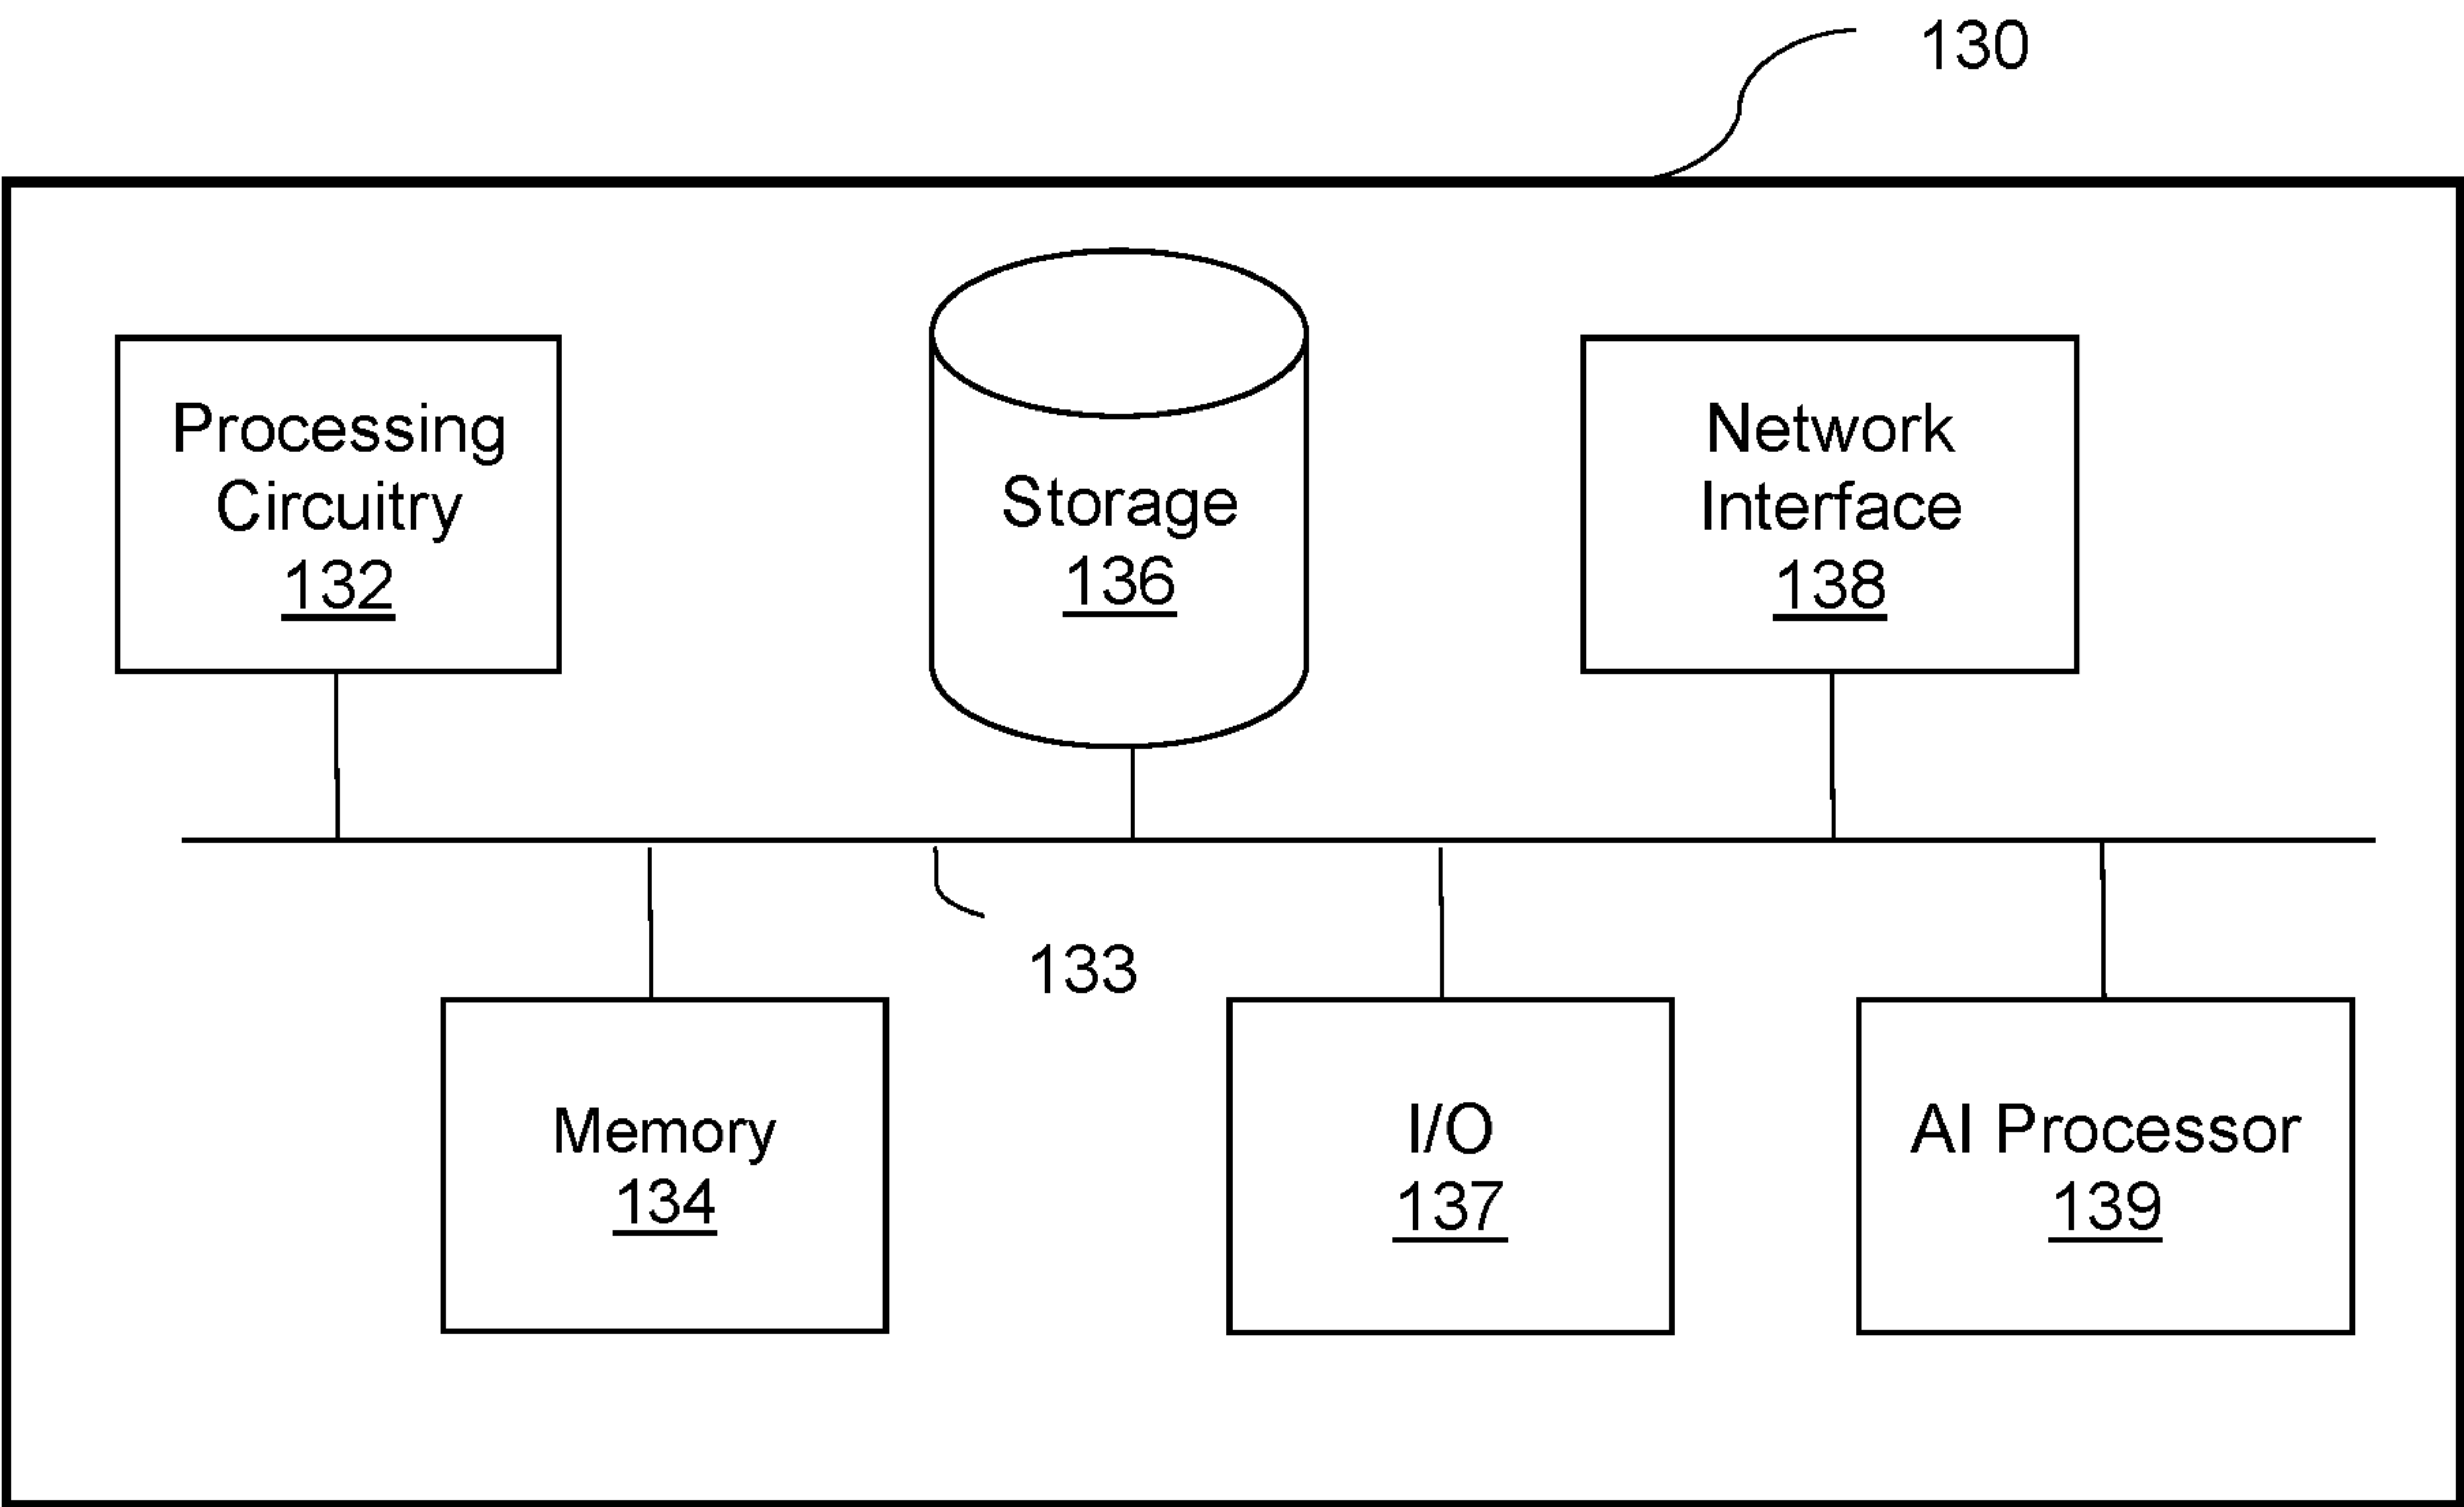 130
Processing
Circuitry
132
Storage
136
Network
Interface
138
133
Memory
134
I/O
137
AI Processor
139